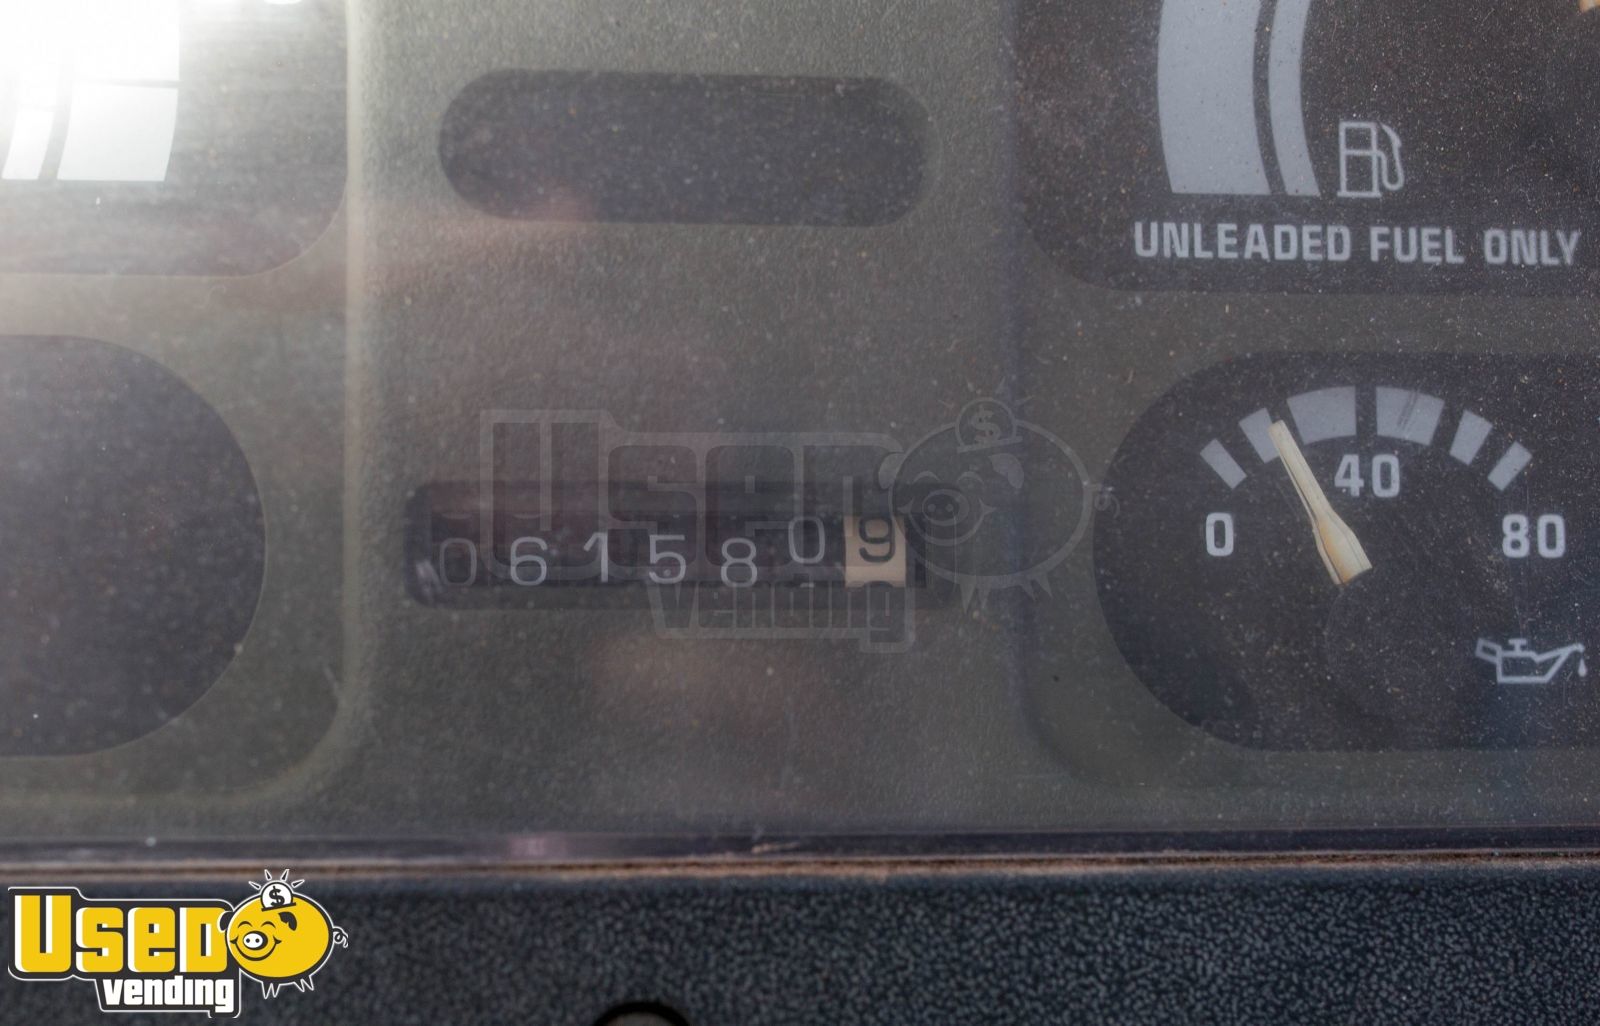 UNLEADED FUEL ONLY
0 40 80
0615809
USED
vending
$
USED
vending
$